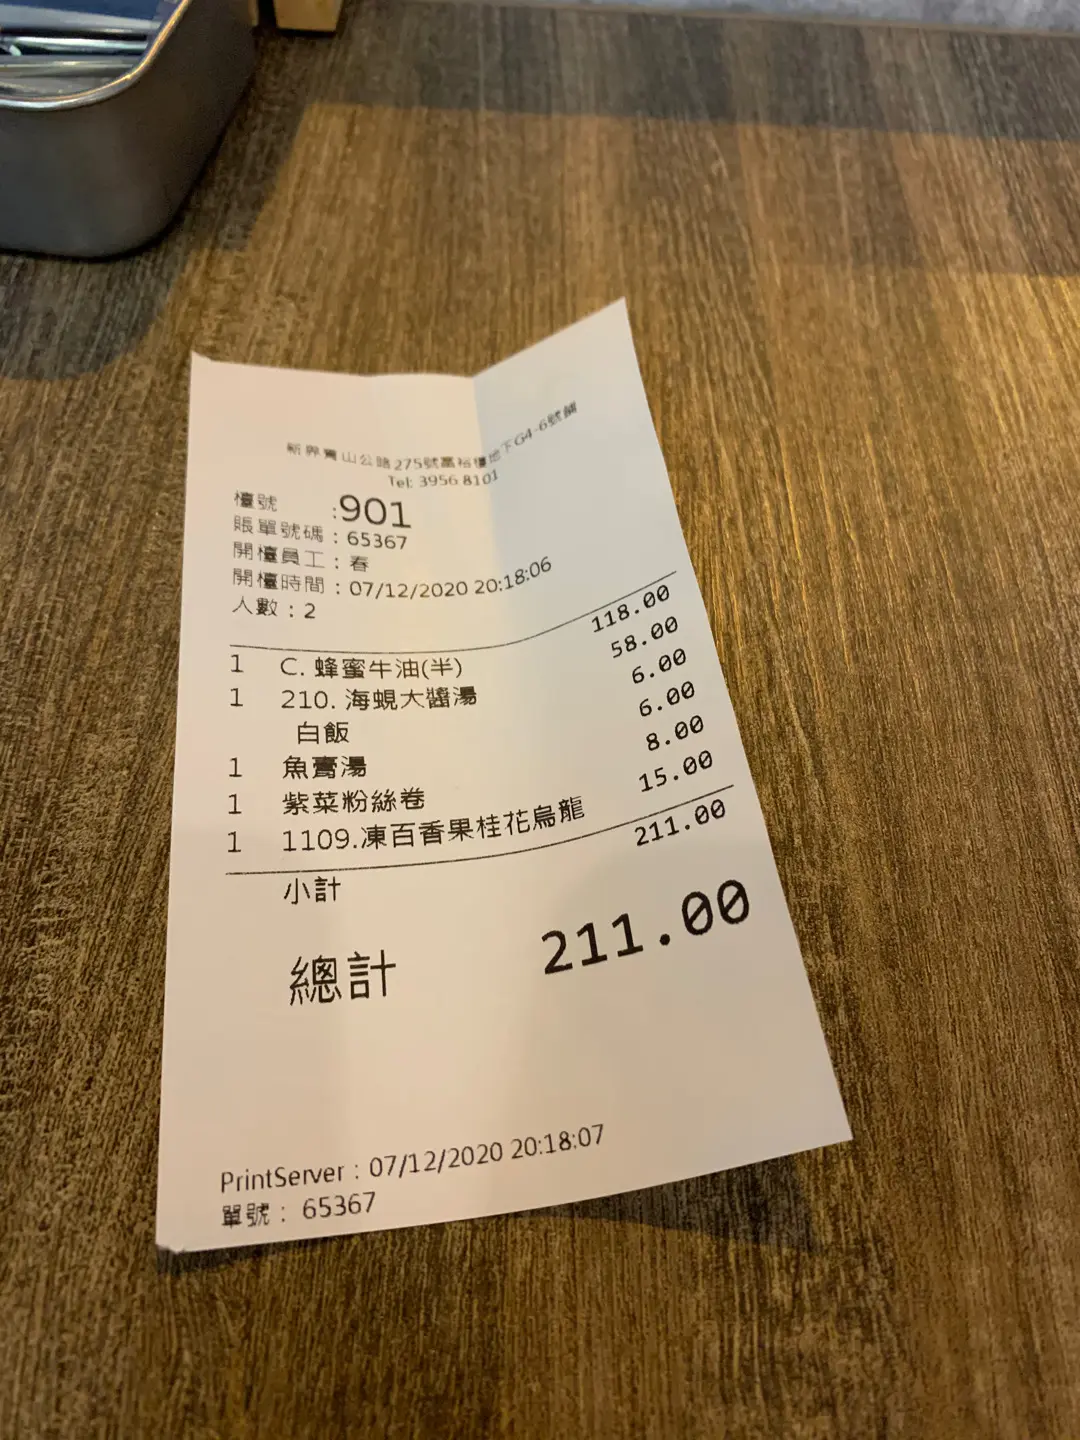 新界青山公路275號富裕樓地下G4-6號舖
Tel: 3956 8101
檯號 :901
賬單號碼 : 65367
開檯員工 : 春
開檯時間 : 07/12/2020 20:18:06
人數 : 2
1 C. 蜂蜜牛油(半) 118.00
1 210. 海蜆大醬湯 58.00
白飯 6.00
1 魚膏湯 6.00
1 紫菜粉絲卷 8.00
1 1109.凍百香果桂花烏龍 15.00
小計 211.00
總計 211.00
PrintServer : 07/12/2020 20:18:07
單號 : 65367